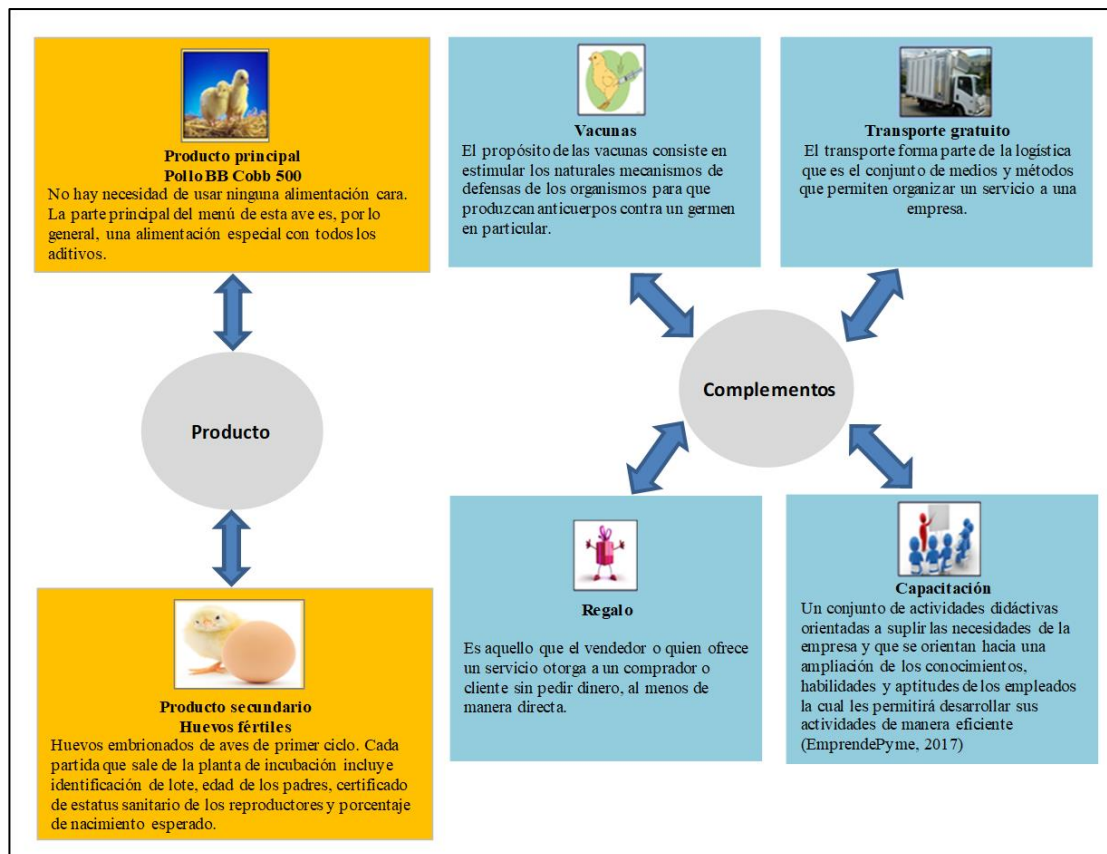 Producto principal
Pollo BB Cobb 500
No hay necesidad de usar ninguna alimentación cara.
La parte principal del menú de esta ave es, por lo
general, una alimentación especial con todos los
aditivos.
Vacunas
El propósito de las vacunas consiste en
estimular los naturales mecanismos de
defensas de los organismos para que
produzcan anticuerpos contra un germen
en particular.
Transporte gratuito
El transporte forma parte de la logística
que es el conjunto de medios y métodos
que permiten organizar un servicio a una
empresa.
Producto
Complementos
Producto secundario
Huevos fértiles
Huevos embrionados de aves de primer ciclo. Cada
partida que sale de la planta de incubación incluye
identificación de lote, edad de los padres, certificado
de estatus sanitario de los reproductores y porcentaje
de nacimiento esperado.
Regalo
Es aquello que el vendedor o quien ofrece
un servicio otorga a un comprador o
cliente sin pedir dinero, al menos de
manera directa.
Capacitación
Un conjunto de actividades didáctivas
orientadas a suplir las necesidades de la
empresa y que se orientan hacia una
ampliación de los conocimientos,
habilidades y aptitudes de los empleados
la cual les permitirá desarrollar sus
actividades de manera eficiente
(EmprendePyme, 2017)